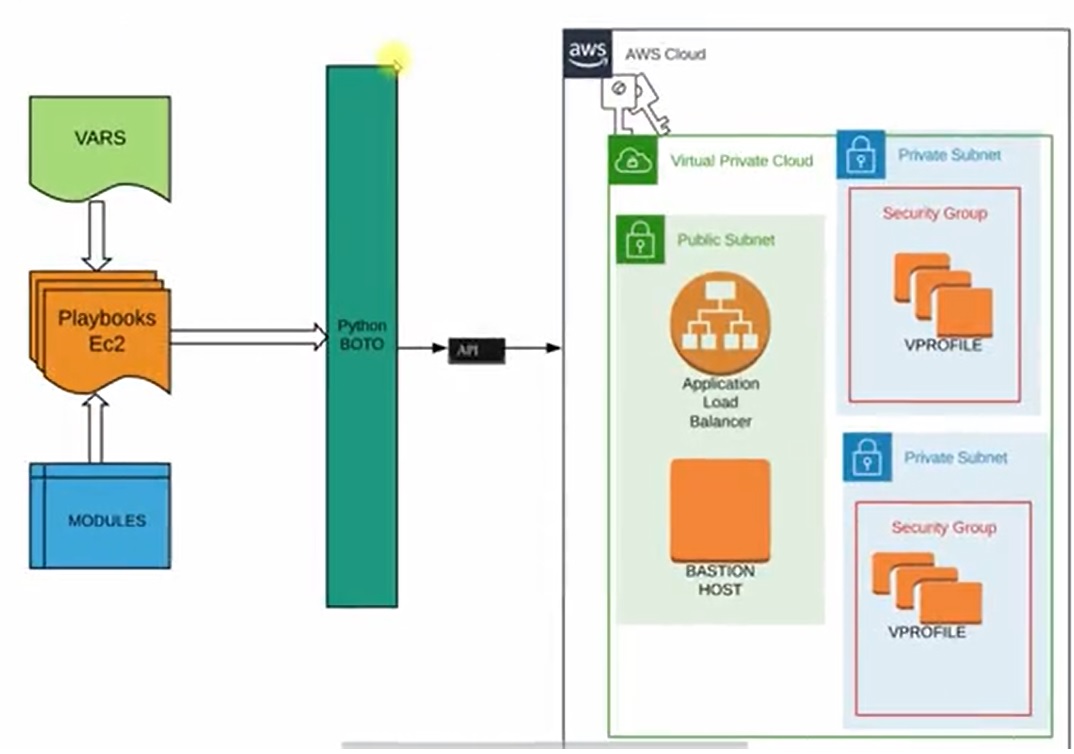 VARS
Playbooks
Ec2
MODULES
Python
BOTO
API
aws
AWS Cloud
Virtual Private Cloud
Public Subnet
Application
Load
Balancer
BASTION
HOST
Private Subnet
Security Group
VPROFILE
Private Subnet
Security Group
VPROFILE